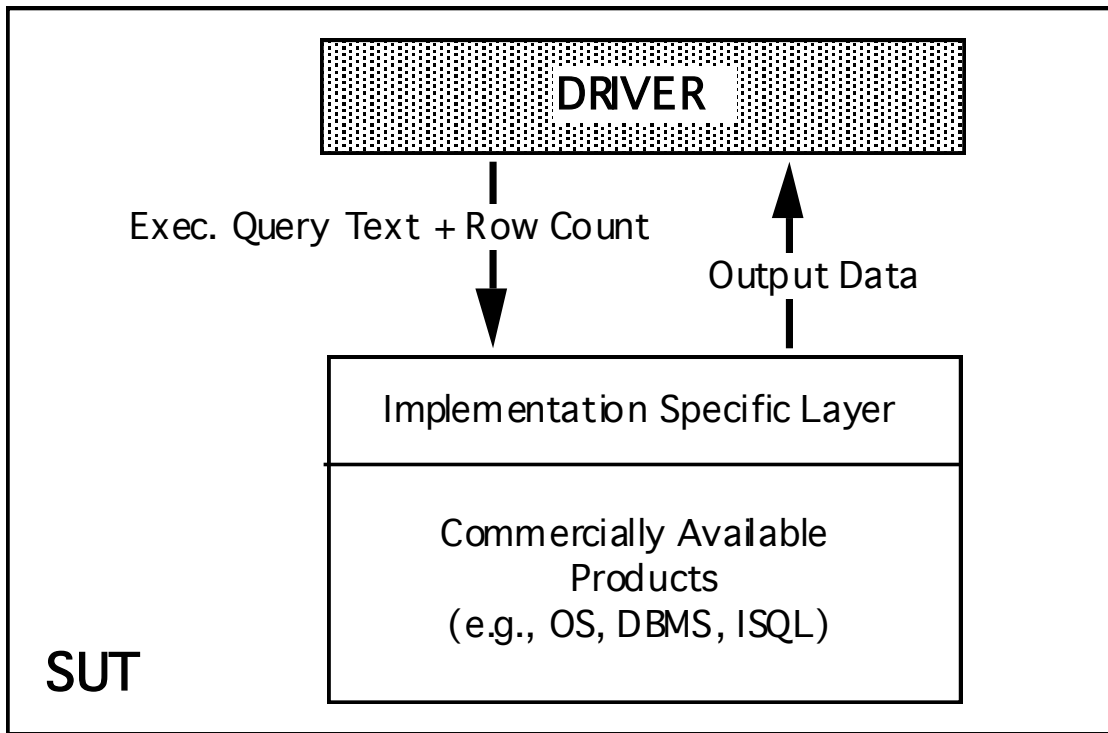 DRIVER
Exec. Query Text + Row Count
Output Data
Implementation Specific Layer
Commercially Available
Products
(e.g., OS, DBMS, ISQL)
SUT